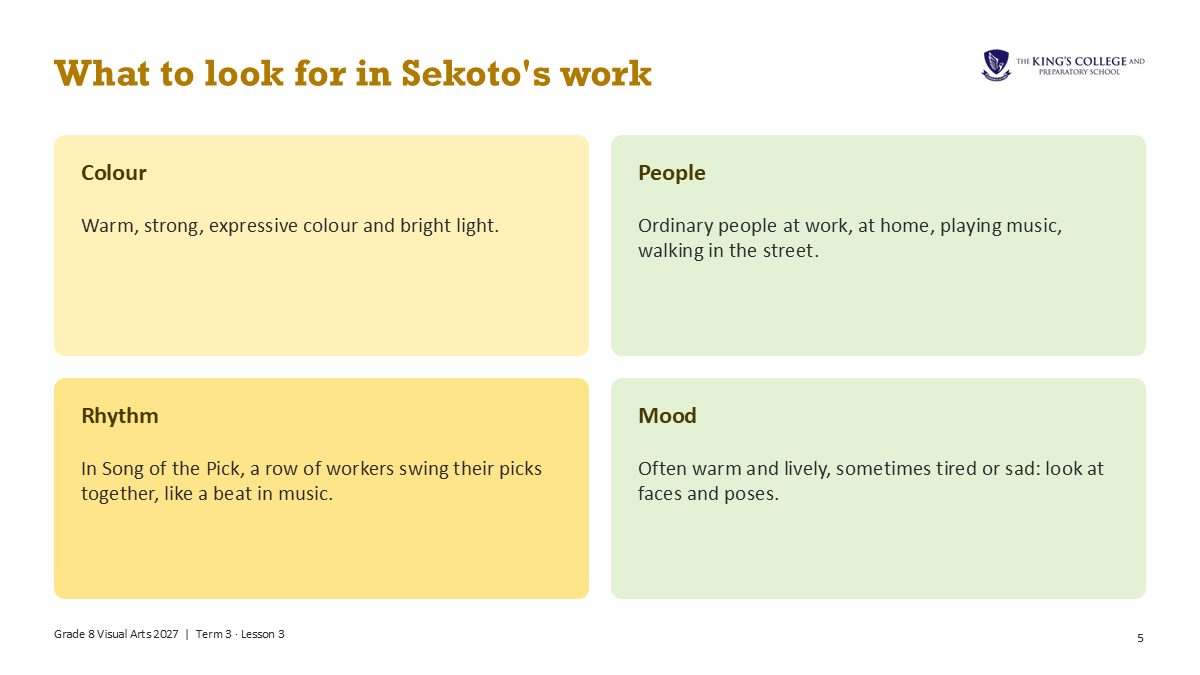 What to look for in Sekoto's work
THE KING'S COLLEGE AND
PREPARATORY SCHOOL
Colour
Warm, strong, expressive colour and bright light.
People
Ordinary people at work, at home, playing music,
walking in the street.
Rhythm
In Song of the Pick, a row of workers swing their picks
together, like a beat in music.
Mood
Often warm and lively, sometimes tired or sad: look at
faces and poses.
Grade 8 Visual Arts 2027 | Term 3 · Lesson 3
5